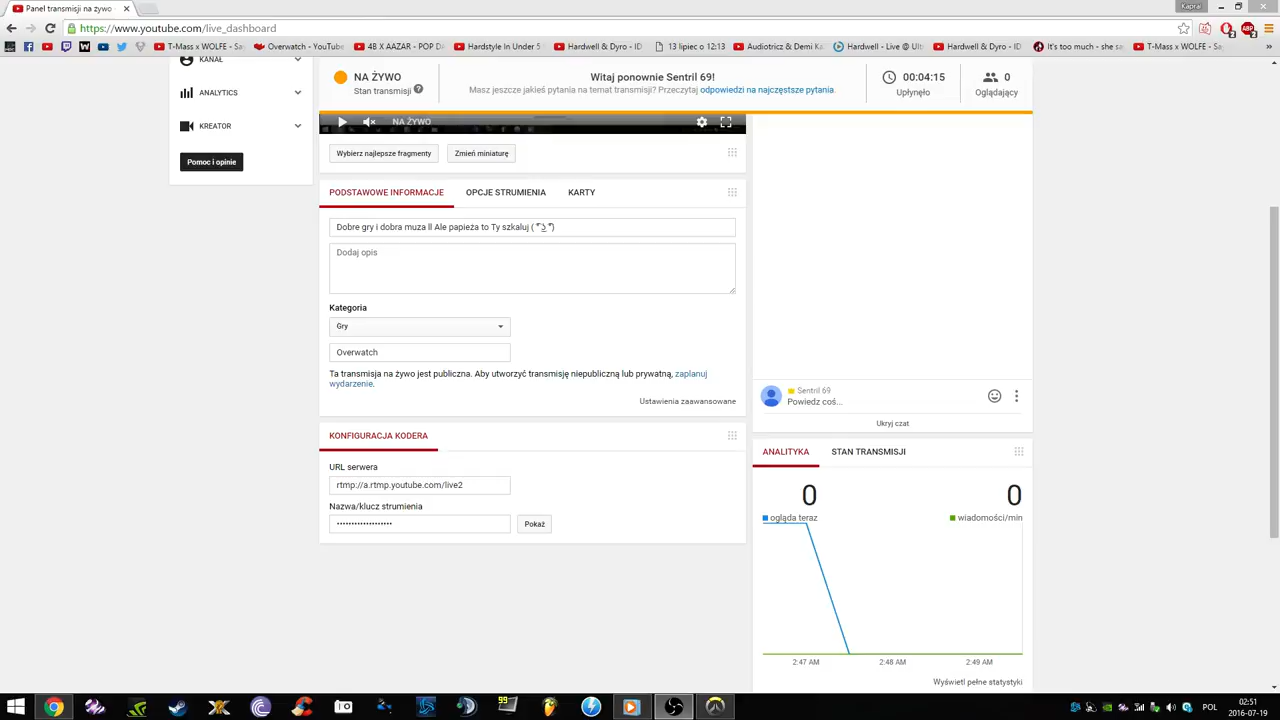 Panel transmisji na żywo -
Kapral
https://www.youtube.com/live_dashboard
T-Mass x WOLFE - Sa
Overwatch - YouTube
4B X AAZAR - POP D
Hardstyle In Under 5
Hardwell & Dyro - ID
13 lipiec o 12:13
Audiotricz & Demi Ka
Hardwell - Live @ Ult
Hardwell & Dyro - ID
It's too much - she sa
T-Mass x WOLFE - Sa
»
KANAŁ
ANALYTICS
KREATOR
Pomoc i opinie
NA ŻYWO
Stan transmisji ?
Witaj ponownie Sentril 69!
Masz jeszcze jakieś pytania na temat transmisji? Przeczytaj odpowiedzi na najczęstsze pytania.
00:04:15
Upłynęło
0
Oglądający
NA ŻYWO
Wybierz najlepsze fragmenty
Zmień miniaturę
PODSTAWOWE INFORMACJE
OPCJE STRUMIENIA
KARTY
Dobre gry i dobra muza ll Ale papieża to Ty szkaluj ( ͡° ͜ʖ ͡°)
Dodaj opis
Kategoria
Gry
Overwatch
Ta transmisja na żywo jest publiczna. Aby utworzyć transmisję niepubliczną lub prywatną, zaplanuj
wydarzenie.
Ustawienia zaawansowane
KONFIGURACJA KODERA
URL serwera
rtmp://a.rtmp.youtube.com/live2
Nazwa/klucz strumienia
•••••••••••••••••••
Pokaż
Sentril 69
Powiedz coś...
Ukryj czat
ANALITYKA
STAN TRANSMISJI
0
ogląda teraz
0
wiadomości/min
2:47 AM
2:48 AM
2:49 AM
Wyświetl pełne statystyki
POL
02:51
2016-07-19